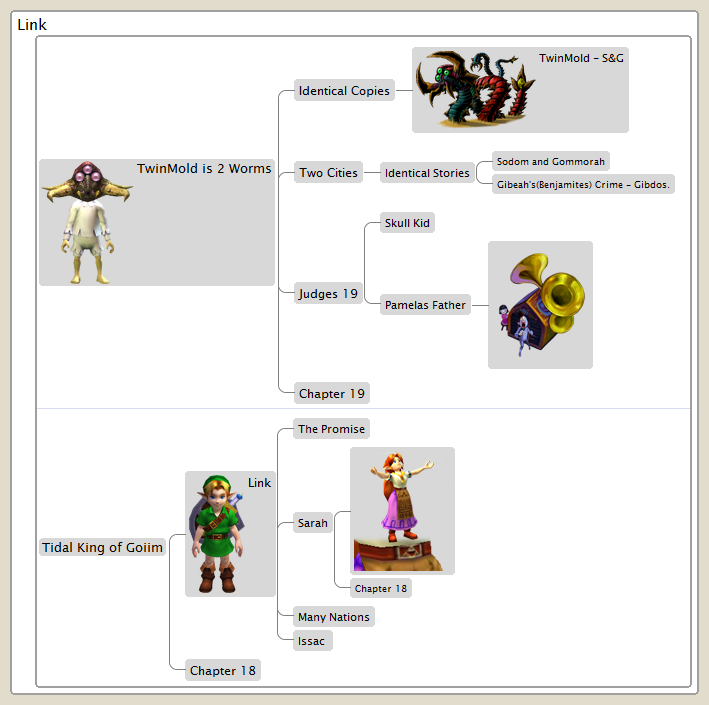 Link
TwinMold is 2 Worms
Identical Copies
TwinMold - S&G
Two Cities
Identical Stories
Sodom and Gommorah
Gibeah's(Benjamites) Crime - Gibdos.
Judges 19
Skull Kid
Pamelas Father
Chapter 19
Tidal King of Goiim
Link
The Promise
Sarah
Chapter 18
Many Nations
Issac
Chapter 18